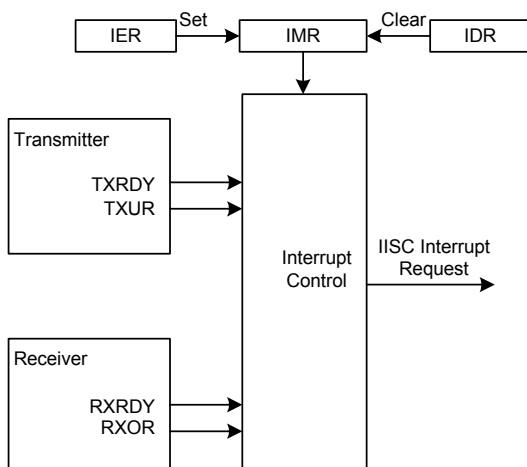 IER
Set
IMR
Clear
IDR
Transmitter
TXRDY
TXUR
Interrupt
Control
IISC Interrupt
Request
Receiver
RXRDY
RXOR